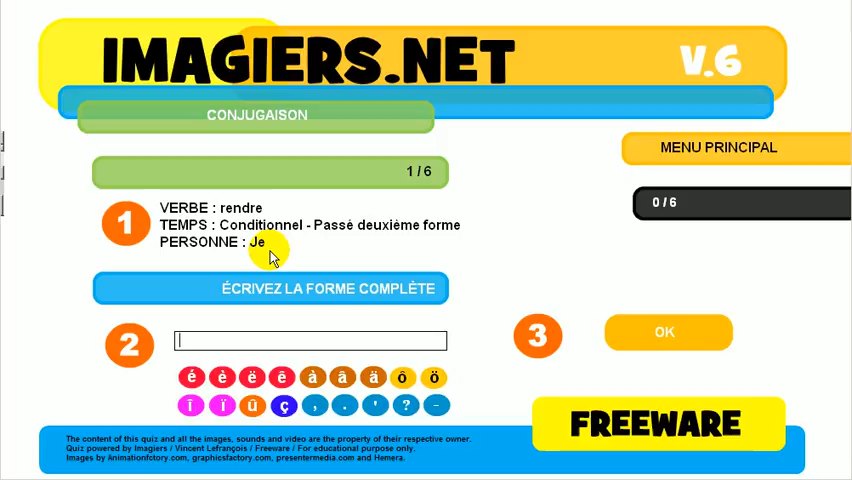 IMAGIERS.NET
V.6
CONJUGAISON
MENU PRINCIPAL
1 / 6
0 / 6
1
VERBE : rendre
TEMPS : Conditionnel - Passé deuxième forme
PERSONNE : Je
ÉCRIVEZ LA FORME COMPLÈTE
2
3
OK
é è ë ê à â ä ô ö
î ï û ç , . ' ? -
FREEWARE
The content of this quiz and all the images, sounds and video are the property of their respective owner.
Quiz powered by Imagiers / Vincent Lefrançois / Freeware / For educational purpose only.
Images by Animationfctory.com, graphicsfactory.com, presentermedia.com and Hemera.